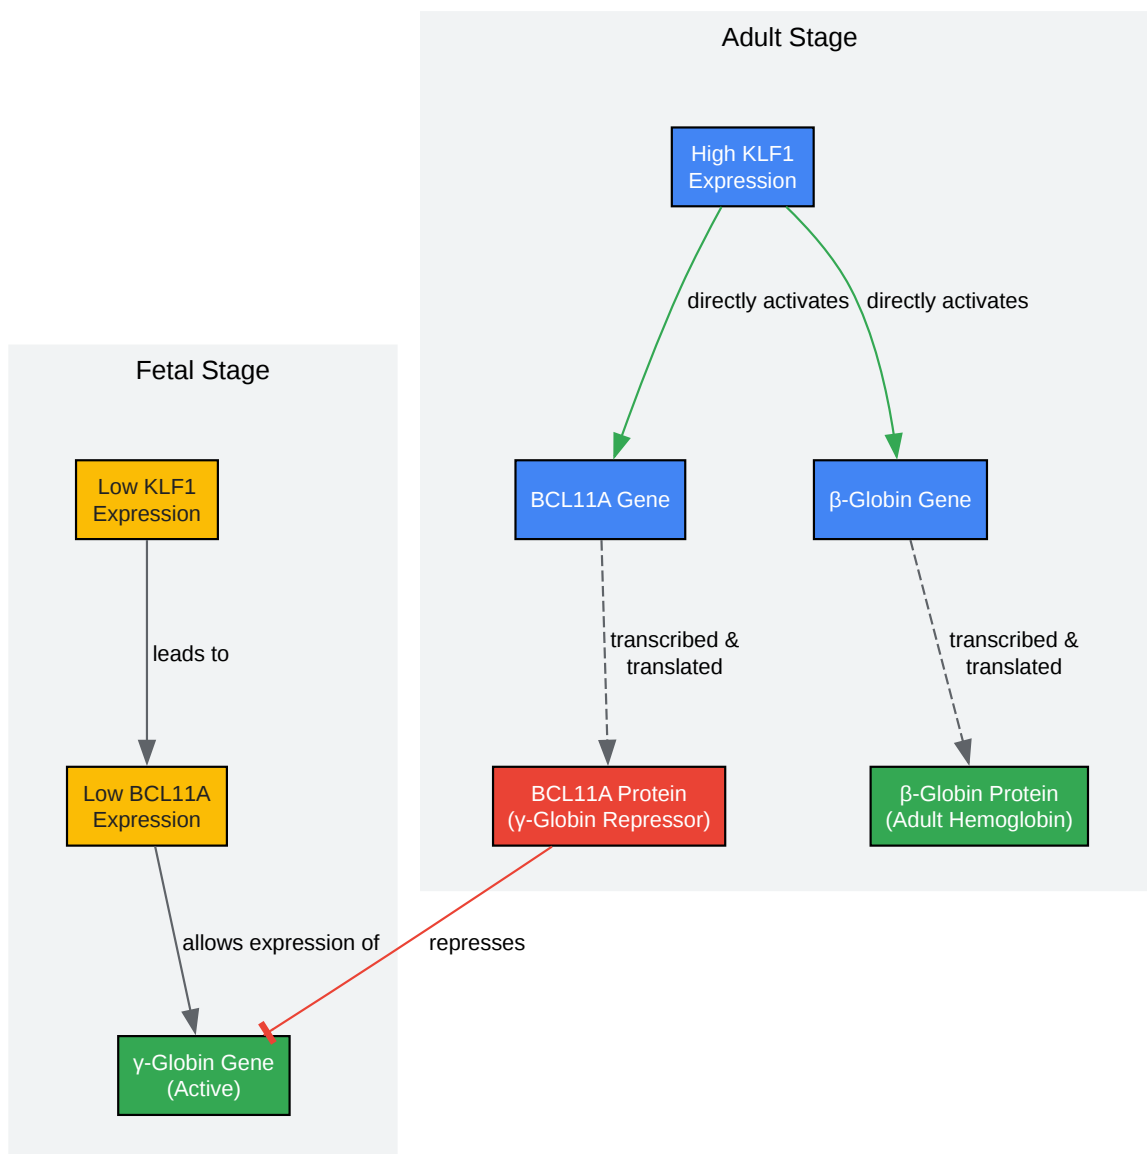 Adult Stage
High KLF1
Expression
directly activates
directly activates
Fetal Stage
Low KLF1
Expression
BCL11A Gene
β-Globin Gene
leads to
transcribed &
translated
transcribed &
translated
Low BCL11A
Expression
BCL11A Protein
(γ-Globin Repressor)
β-Globin Protein
(Adult Hemoglobin)
allows expression of
represses
γ-Globin Gene
(Active)